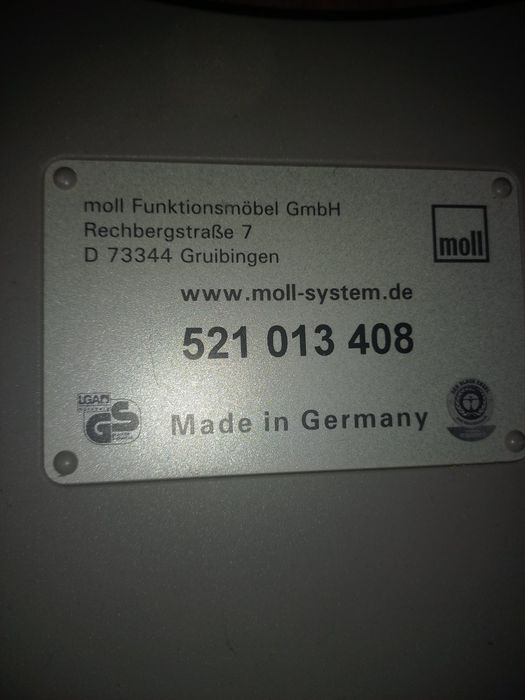 moll Funktionsmöbel GmbH
Rechbergstraße 7
D 73344 Gruibingen
moll
www.moll-system.de
521 013 408
LGA
GS
Made in Germany